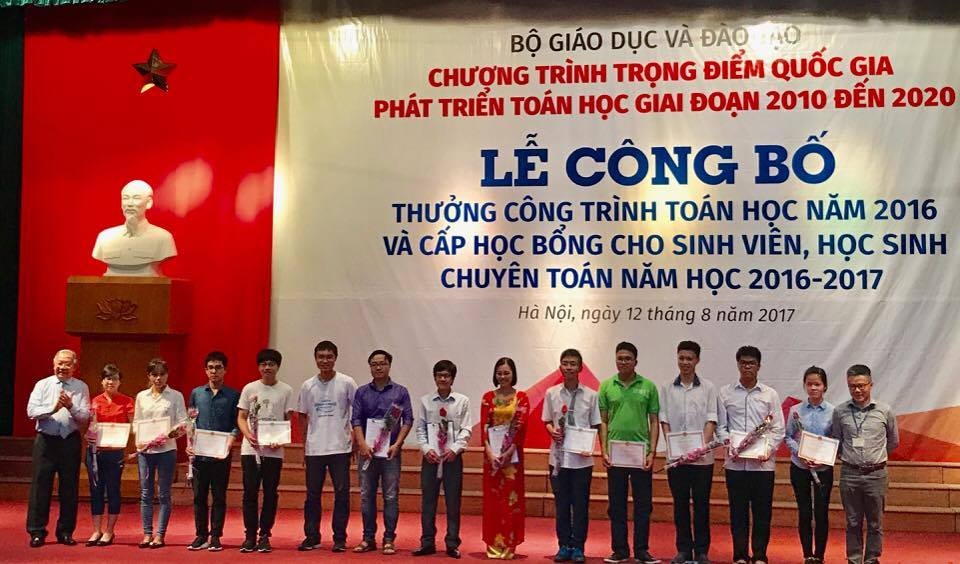 BỘ GIÁO DỤC VÀ ĐÀO TẠO
CHƯƠNG TRÌNH TRỌNG ĐIỂM QUỐC GIA
PHÁT TRIỂN TOÁN HỌC GIAI ĐOẠN 2010 ĐẾN 2020
LỄ CÔNG BỐ
THƯỞNG CÔNG TRÌNH TOÁN HỌC NĂM 2016
VÀ CẤP HỌC BỔNG CHO SINH VIÊN, HỌC SINH
CHUYÊN TOÁN NĂM HỌC 2016-2017
Hà Nội, ngày 12 tháng 8 năm 2017